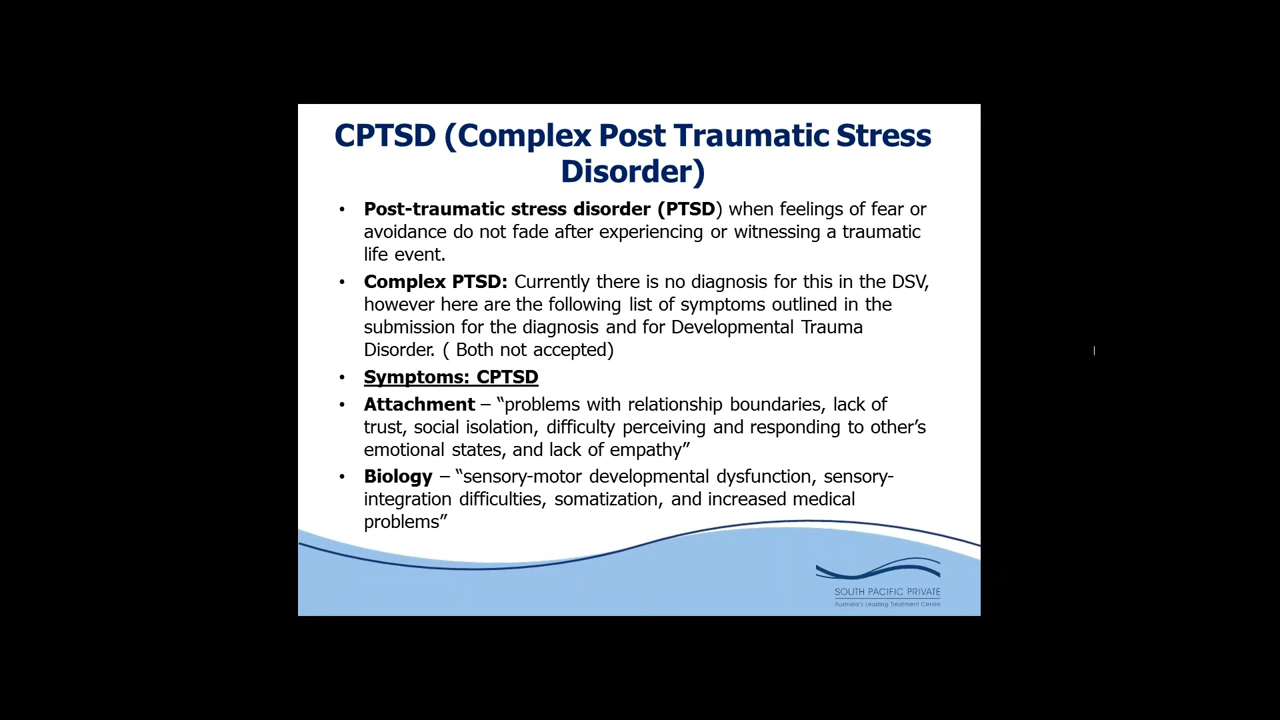 CPTSD (Complex Post Traumatic Stress
Disorder)
• Post-traumatic stress disorder (PTSD) when feelings of fear or
avoidance do not fade after experiencing or witnessing a traumatic
life event.
• Complex PTSD: Currently there is no diagnosis for this in the DSV,
however here are the following list of symptoms outlined in the
submission for the diagnosis and for Developmental Trauma
Disorder. ( Both not accepted)
• Symptoms: CPTSD
• Attachment – “problems with relationship boundaries, lack of
trust, social isolation, difficulty perceiving and responding to other’s
emotional states, and lack of empathy”
• Biology – “sensory-motor developmental dysfunction, sensory-
integration difficulties, somatization, and increased medical
problems”
SOUTH PACIFIC PRIVATE
Australia's Leading Treatment Centre